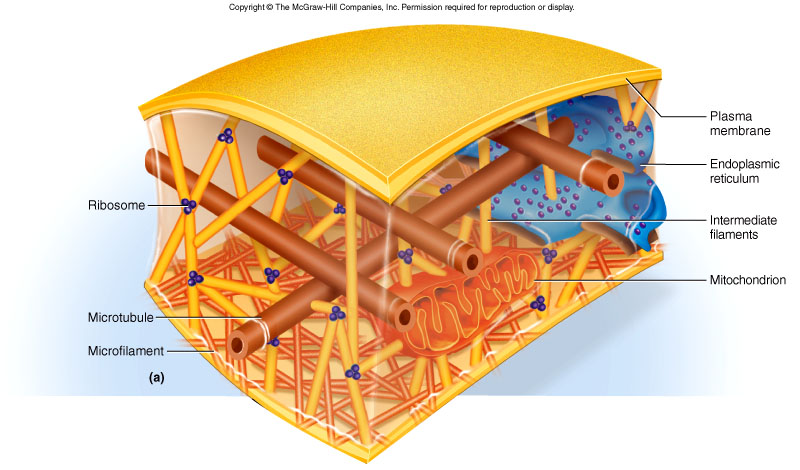 Copyright © The McGraw-Hill Companies, Inc. Permission required for reproduction or display.
Plasma
membrane
Endoplasmic
reticulum
Ribosome
Intermediate
filaments
Mitochondrion
Microtubule
Microfilament
(a)